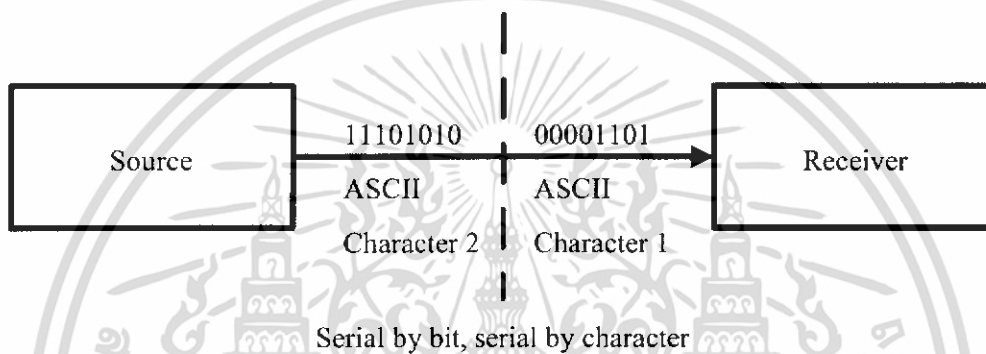 11101010 00001101
Source Receiver
ASCII ASCII
Character 2 Character 1
Serial by bit, serial by character